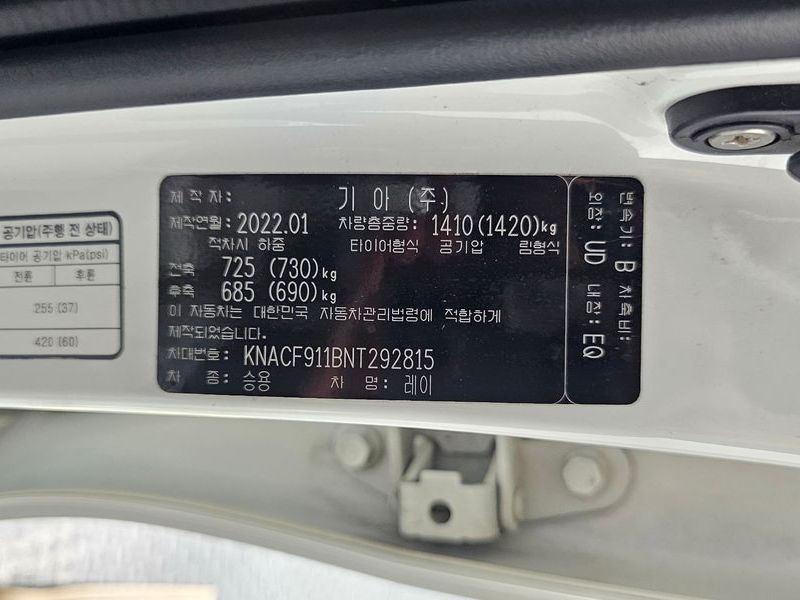 제 작 자: 기 아 (주)
제작연월: 2022.01 차량총중량: 1410 (1420)kg
적차시 하중 타이어형식 공기압 림형식
전축 725 (730)kg
후축 685 (690)kg
이 자동차는 대한민국 자동차관리법령에 적합하게
제작되었습니다.
차대번호: KNACF911BNT292815
차 종: 승용 차 명: 레이
변속기: B 차축비:
외장: UD 내장: EQ
공기압(주행 전 상태)
타이어 공기압 kPa(psi)
전륜 후륜
255 (37)
420 (60)